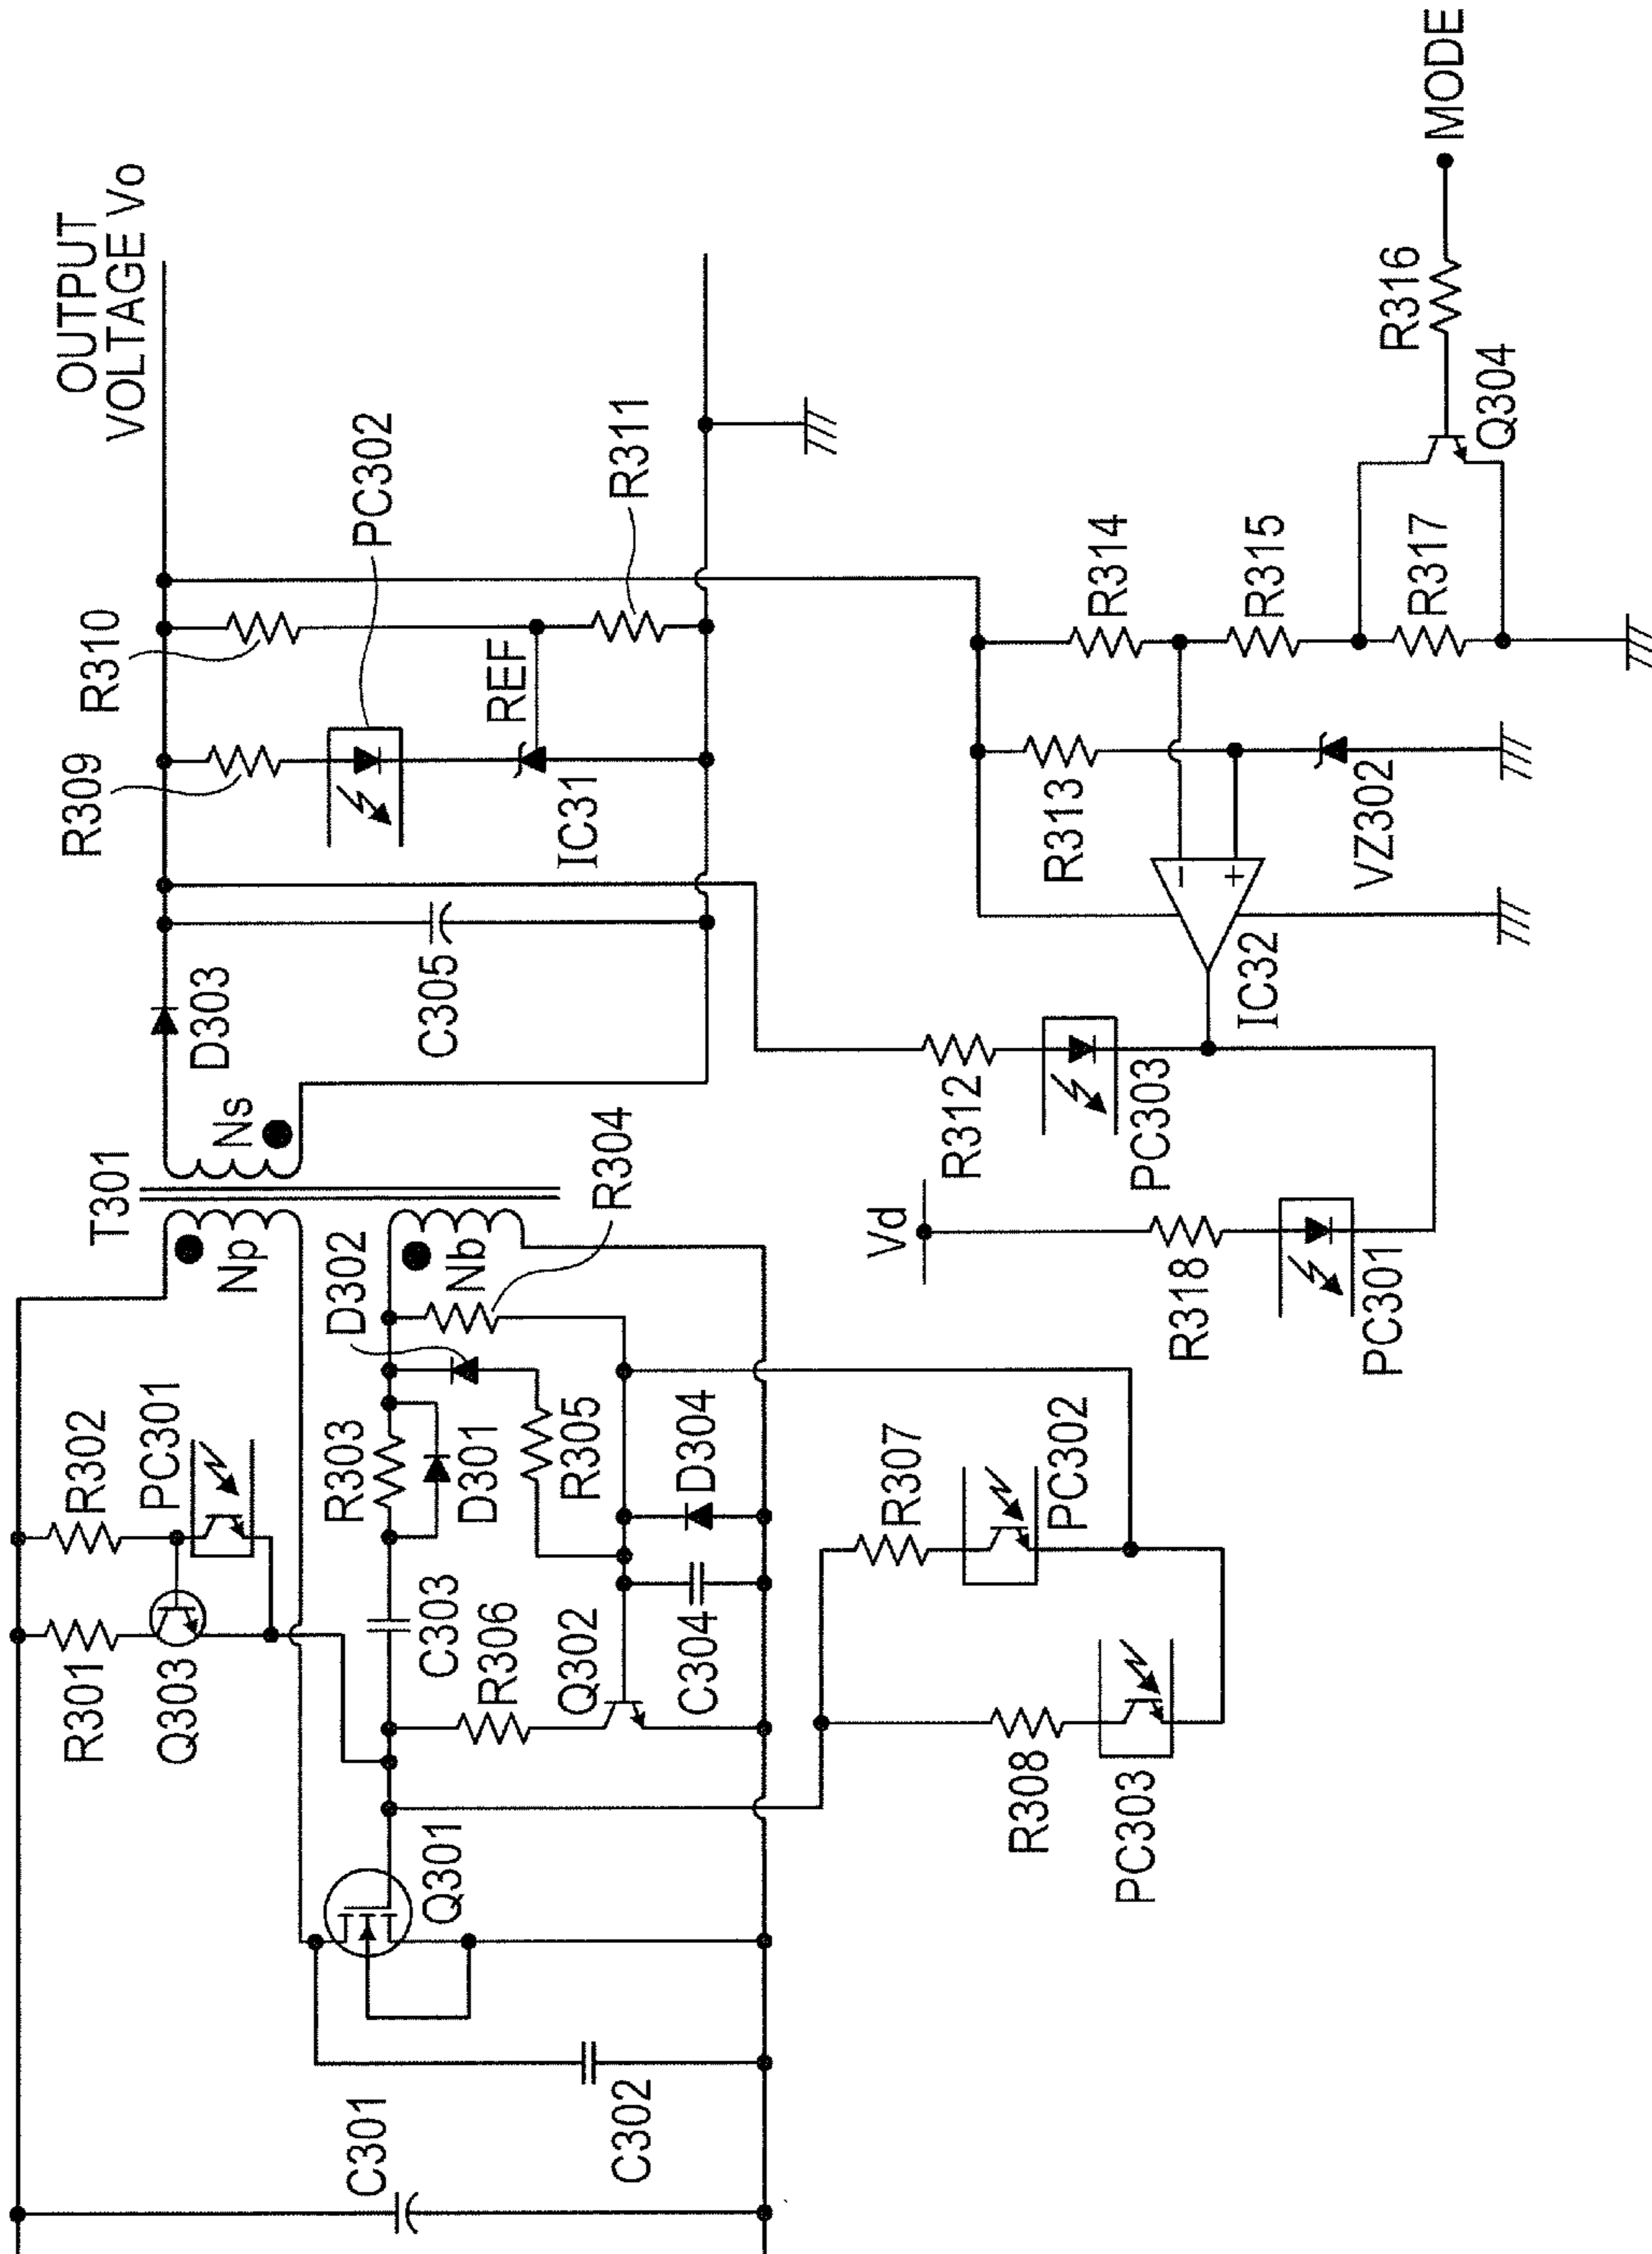 OUTPUT
VOLTAGE Vo
MODE
R310
R309
PC302
R311
REF
IC31
R316
Q304
R314
R315
R317
R313
VZ302
IC32
D303
C305
T301
Ns
Np
Nb
R304
D302
R312
PC303
Vd
R318
PC301
R302
PC301
R301
Q303
R303
D301
R305
D304
C303
R306
Q302
C304
R307
PC302
R308
PC303
Q301
C301
C302
+
−